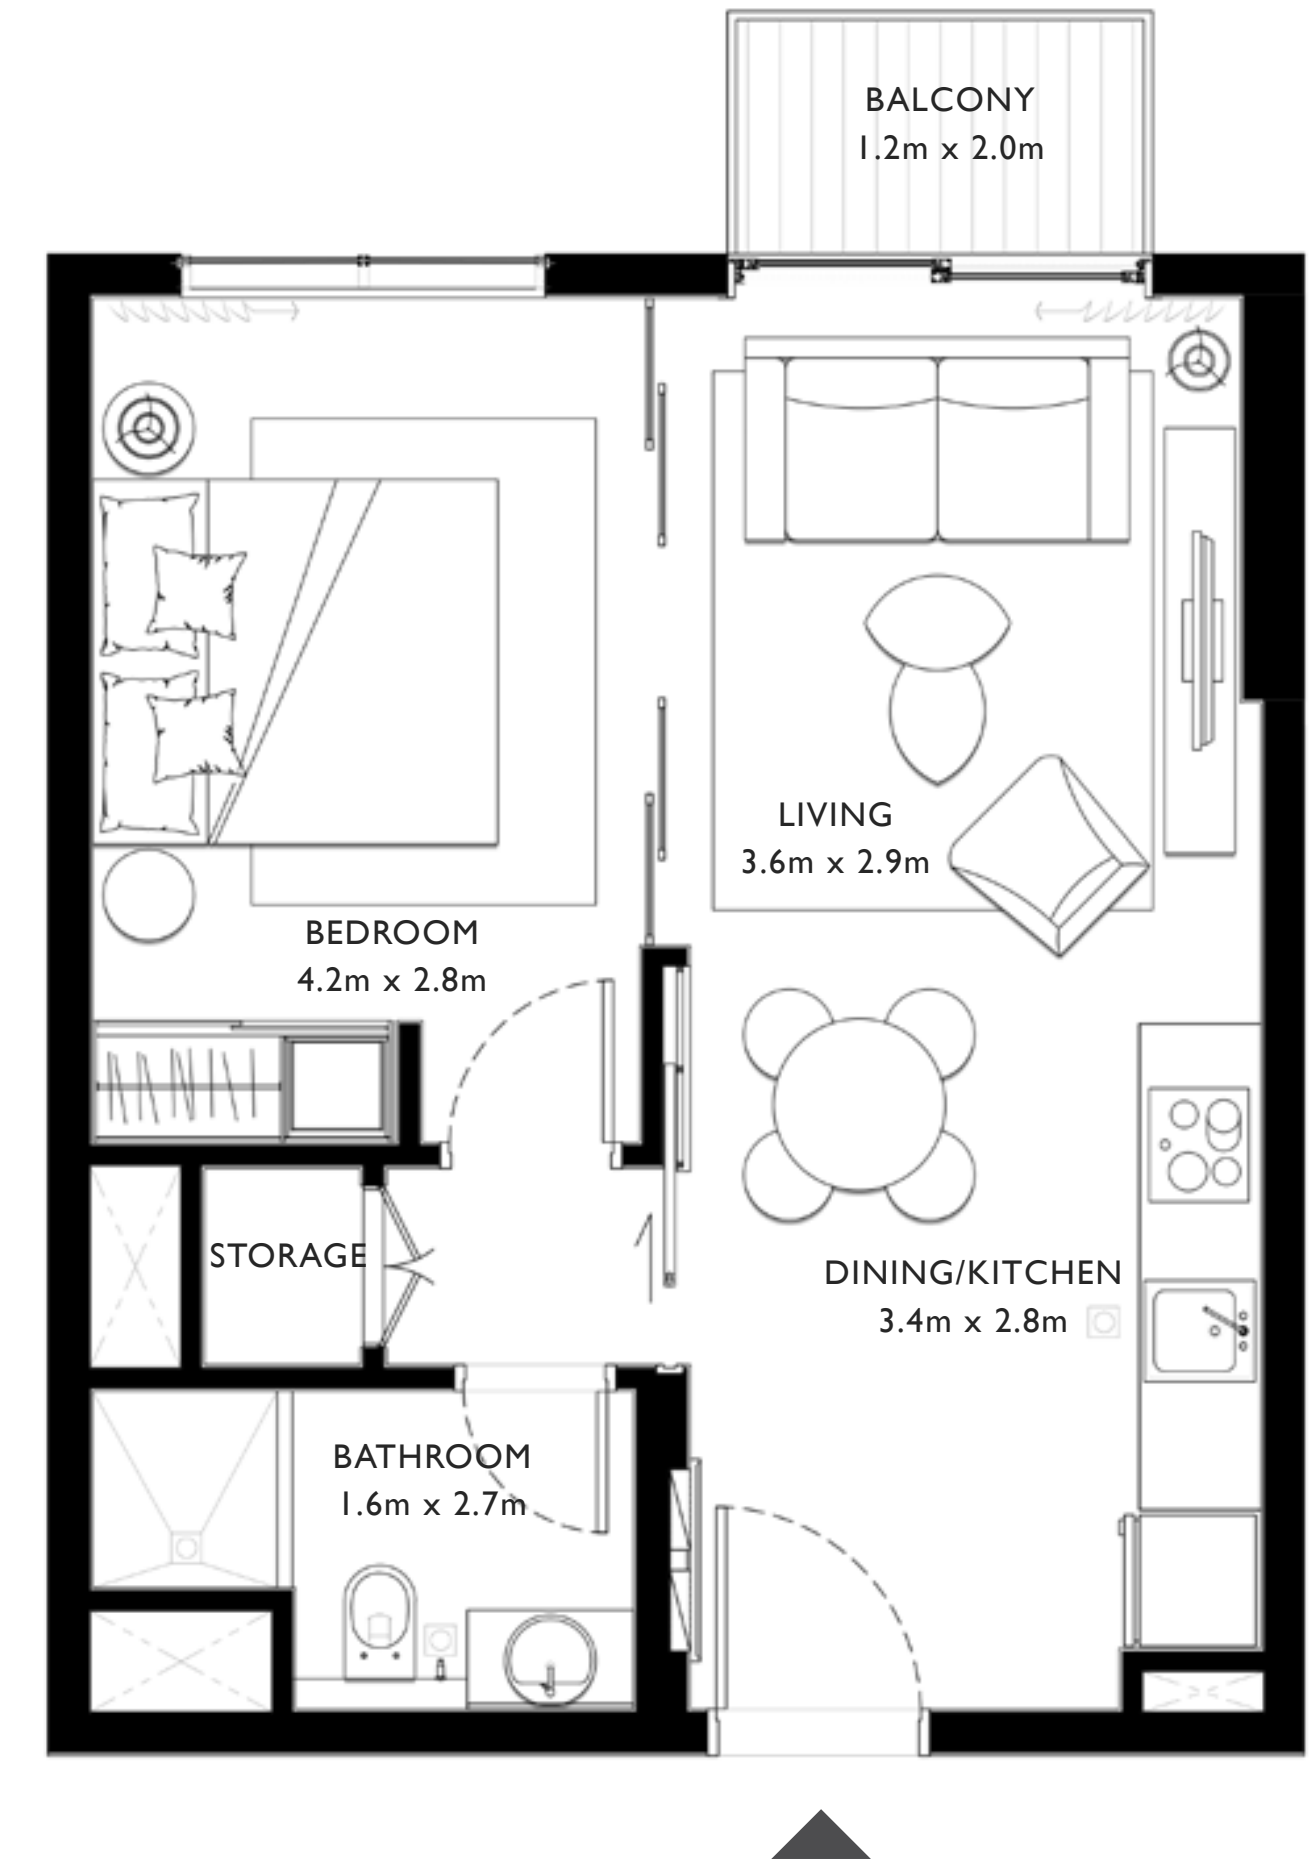 BALCONY
1.2m x 2.0m
LIVING
3.6m x 2.9m
BEDROOM
4.2m x 2.8m
STORAGE
DINING/KITCHEN
3.4m x 2.8m
BATHROOM
1.6m x 2.7m